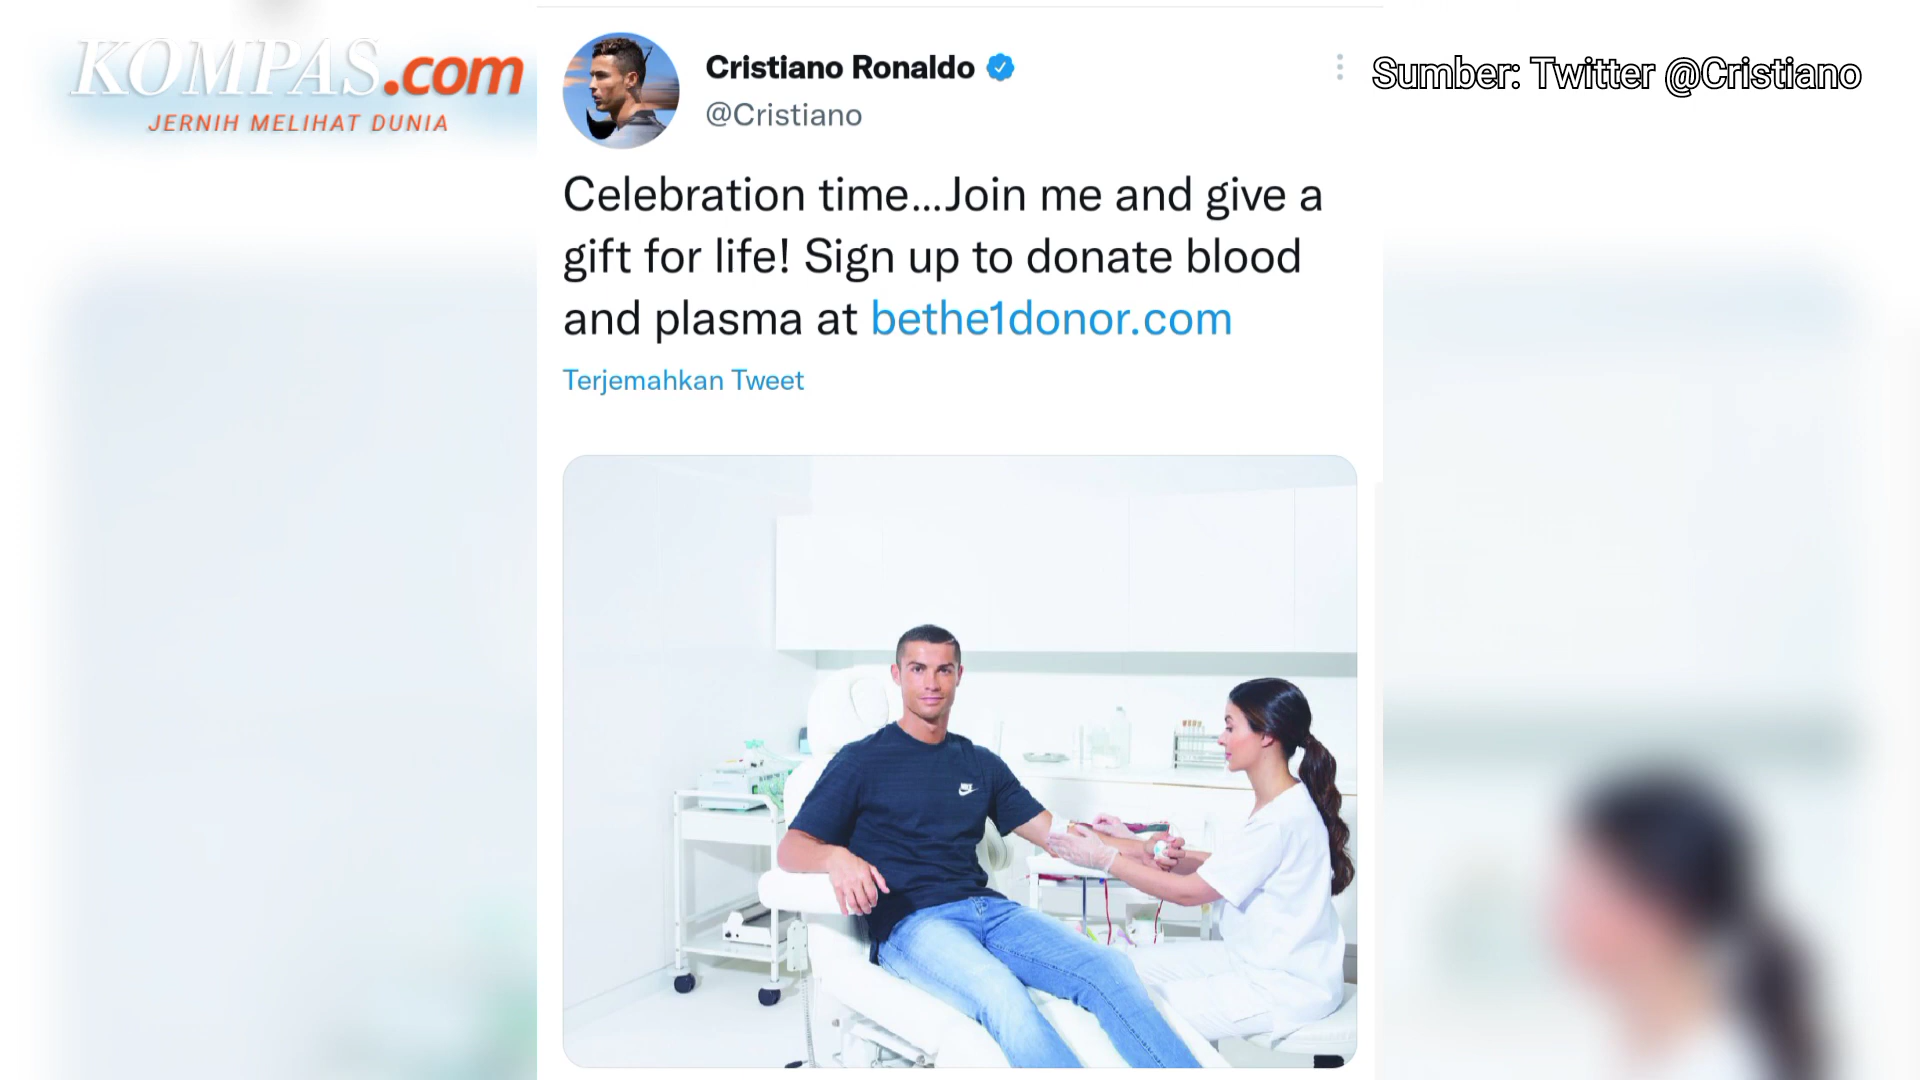 KOMPAS.com
JERNIH MELIHAT DUNIA
Cristiano Ronaldo
@Cristiano
Sumber: Twitter @Cristiano
Celebration time...Join me and give a
gift for life! Sign up to donate blood
and plasma at bethe1donor.com
Terjemahkan Tweet
NIKE